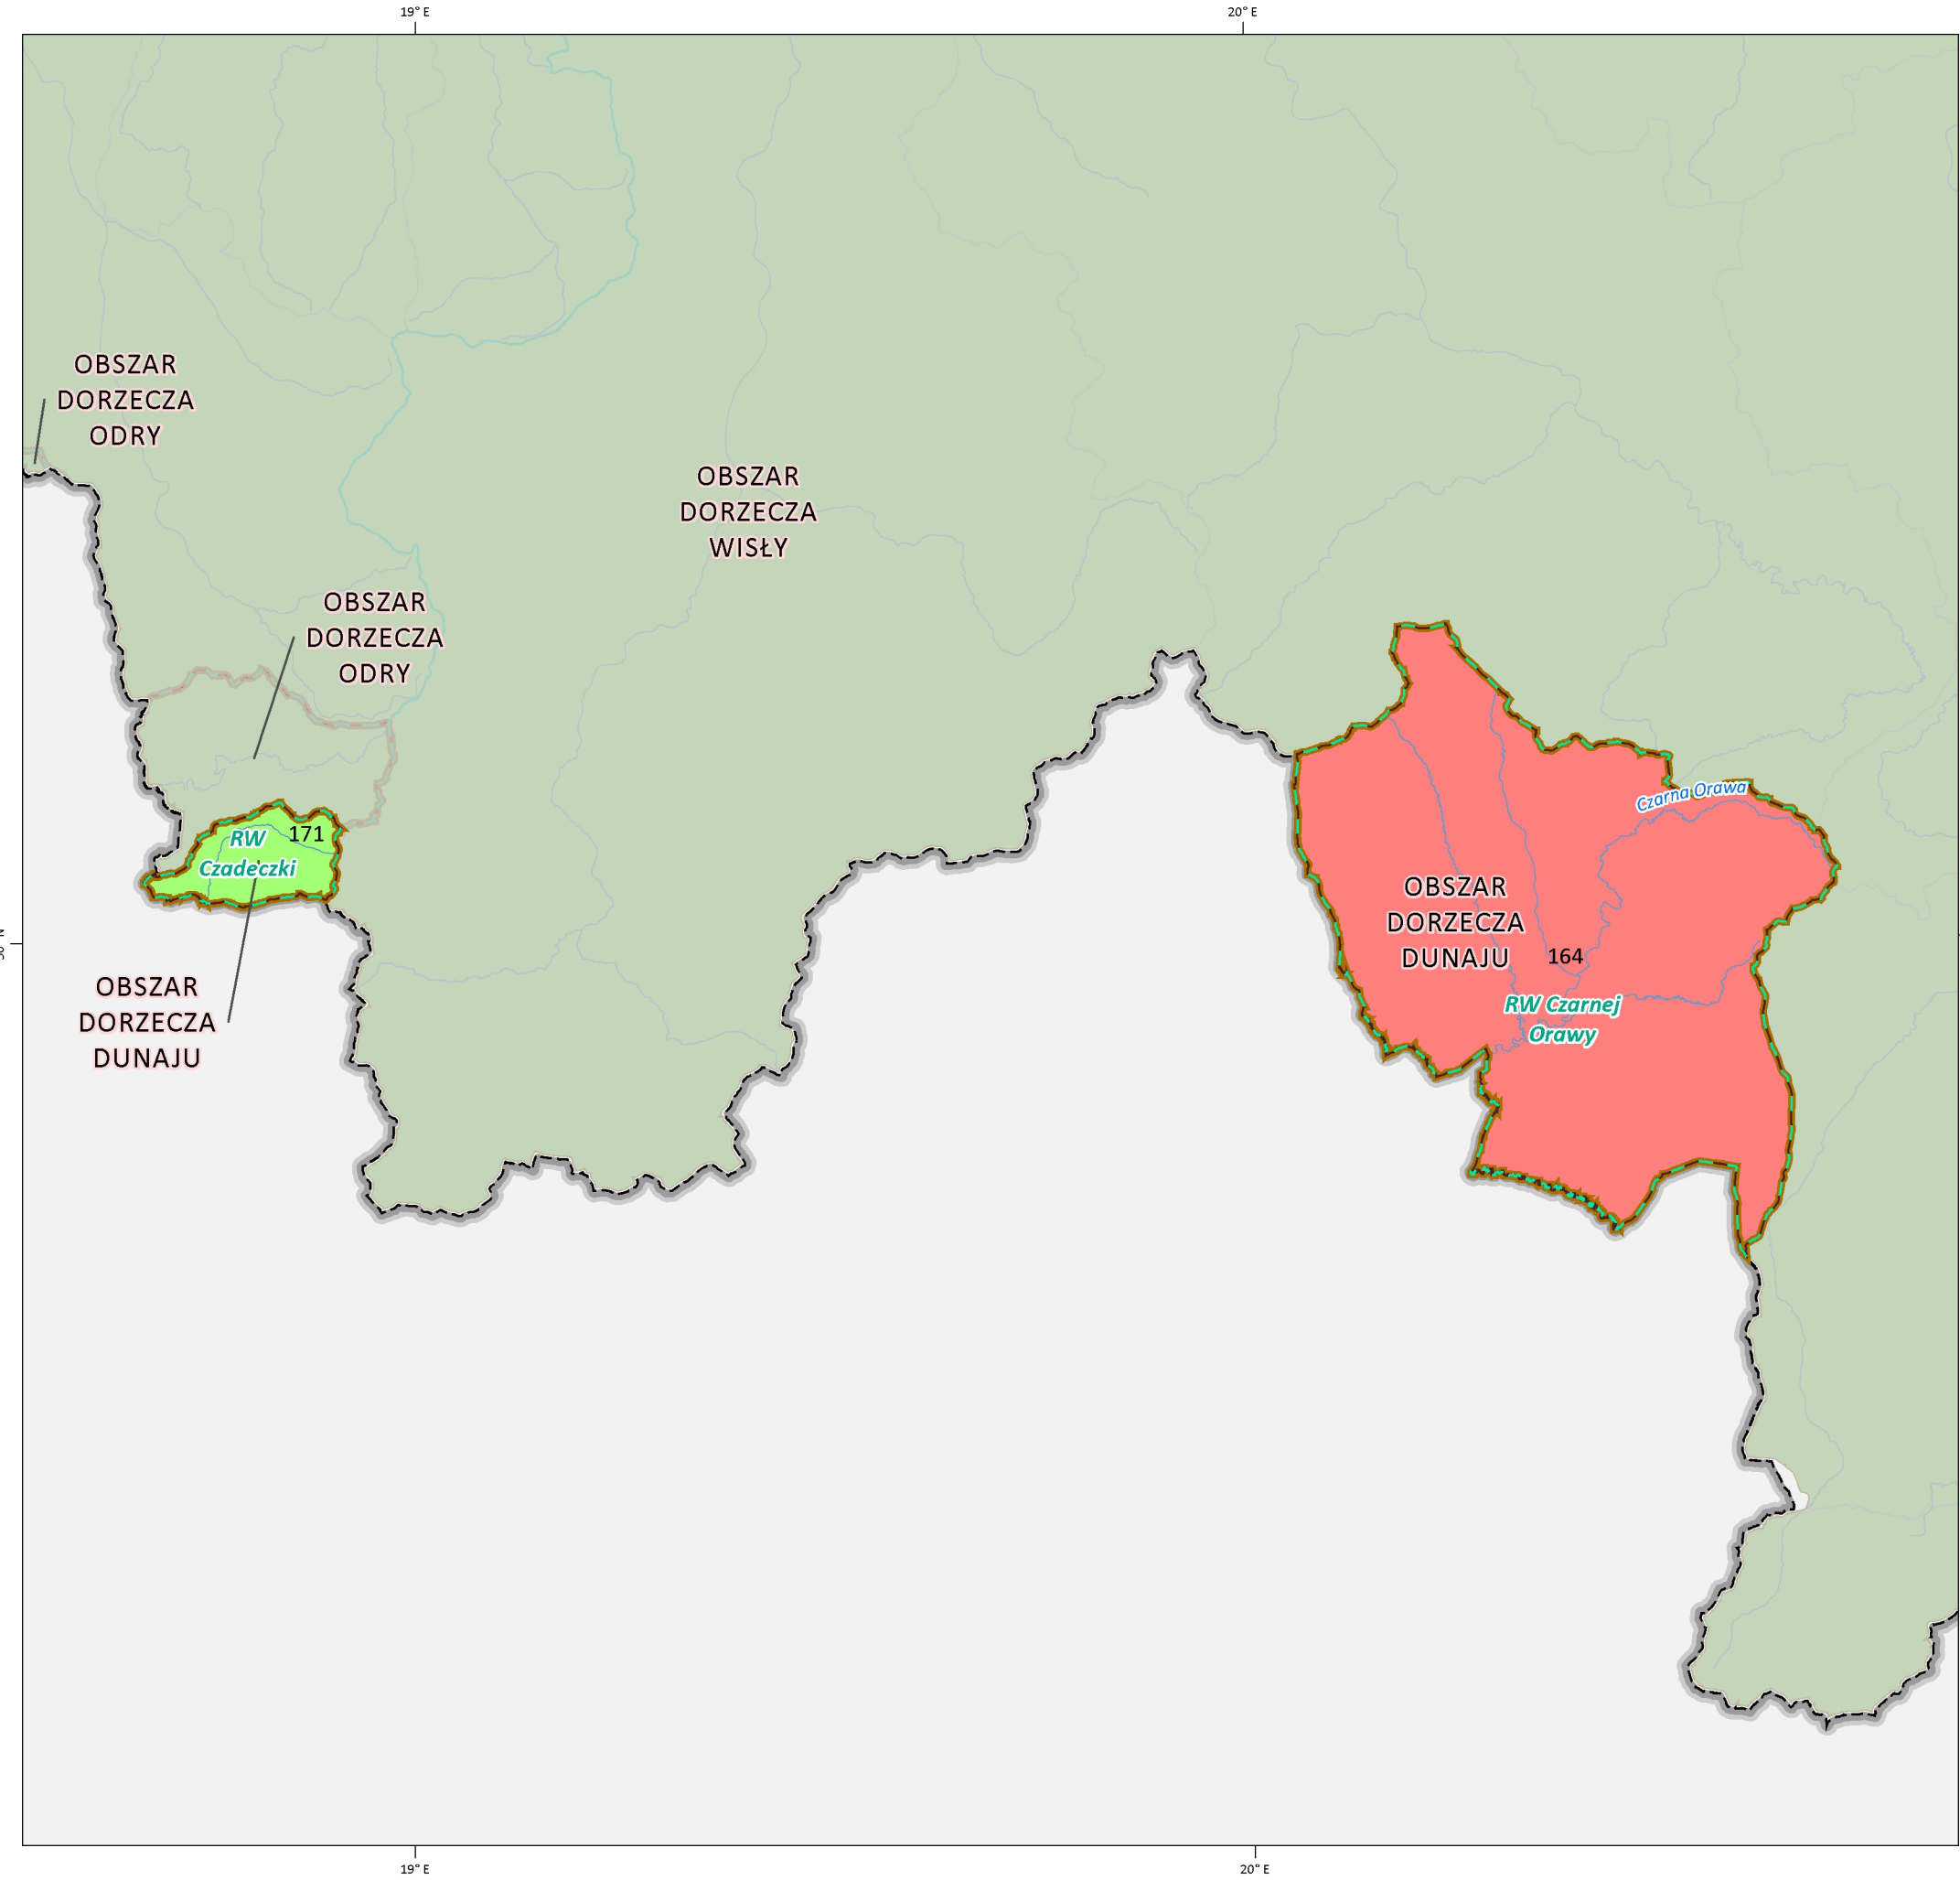 19° E
20° E
OBSZAR
DORZECZA
ODRY
OBSZAR
DORZECZA
WISŁY
OBSZAR
DORZECZA
ODRY
Czarna Orawa
171
RW
Czadeczki
OBSZAR
DORZECZA
DUNAJU
164
RW Czarnej
Orawy
OBSZAR
DORZECZA
DUNAJU
N
19° E
20° E